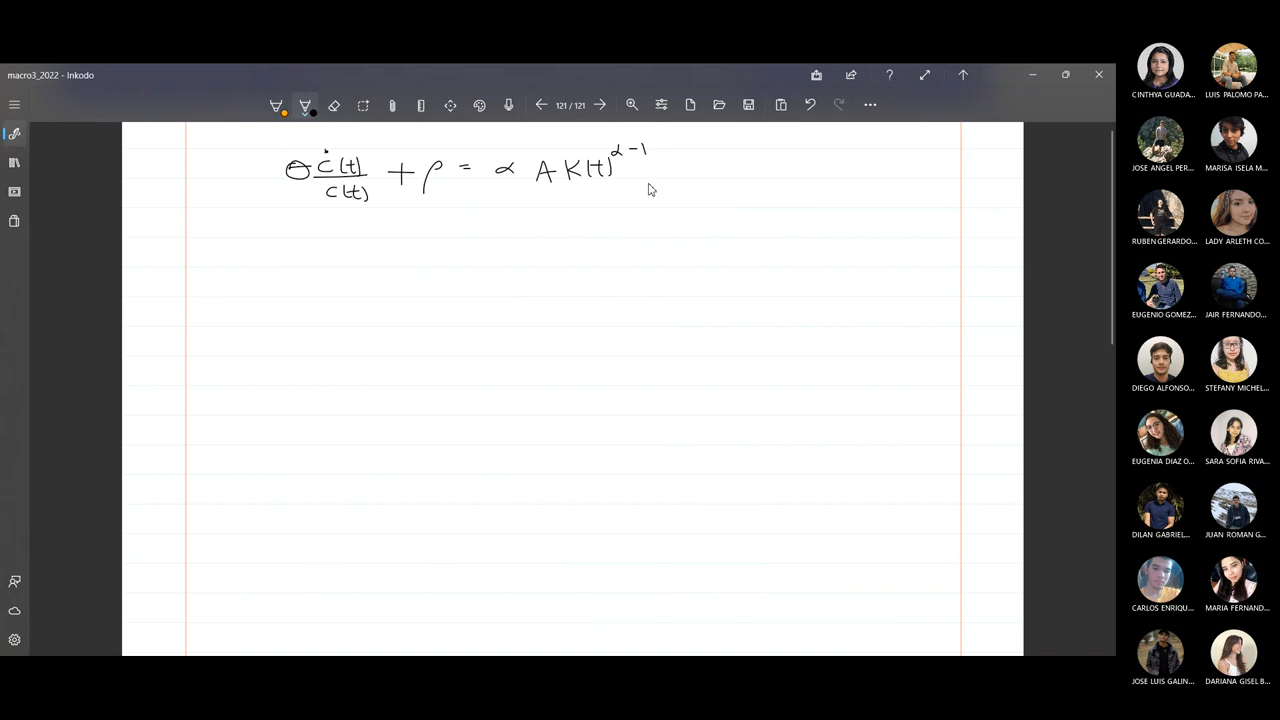 macro3_2022 - Inkodo
121 / 121
θ ċ(t)/c(t) + ρ = α A K(t)^α-1
CINTHYA GUADA...
LUIS PALOMO PA...
JOSE ANGEL PER...
MARISA ISELA M...
RUBEN GERARDO...
LADY ARLETH CO...
EUGENIO GOMEZ...
JAIR FERNANDO...
DIEGO ALFONSO...
STEFANY MICHEL...
EUGENIA DIAZ O...
SARA SOFIA RIVA...
DILAN GABRIEL...
JUAN ROMAN G...
CARLOS ENRIQU...
MARIA FERNAND...
JOSE LUIS GALIN...
DARIANA GISEL B...